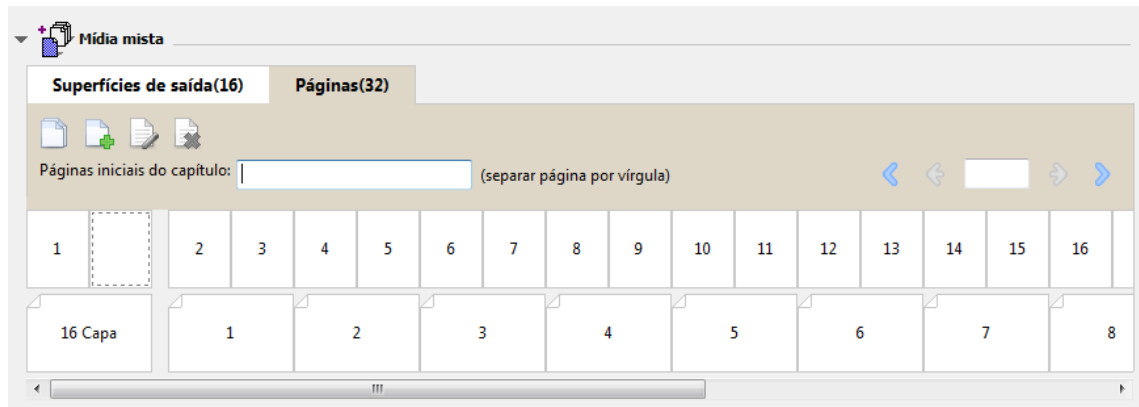 Mídia mista
Superfícies de saída(16) Páginas(32)
Páginas iniciais do capítulo: (separar página por vírgula)
1 2 3 4 5 6 7 8 9 10 11 12 13 14 15 16
16 Capa 1 2 3 4 5 6 7 8